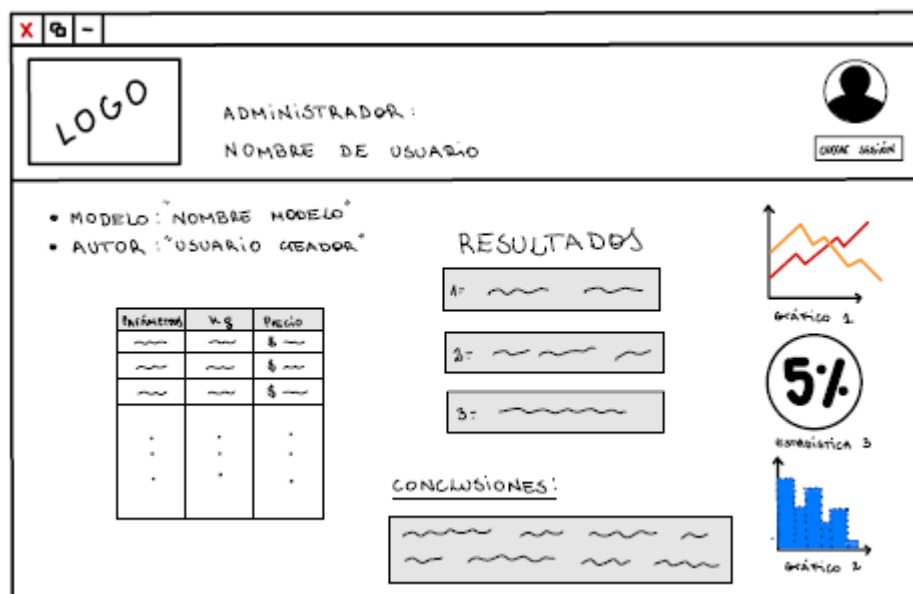 LOGO
ADMINISTRADOR:
NOMBRE DE USUARIO
CERRAR SESIÓN
• MODELO: "NOMBRE MODELO"
• AUTOR: "USUARIO CREADOR"
PARÁMETROS Kg PRECIO
$
$
$
RESULTADOS
1=
2=
3=
CONCLUSIONES:
GRÁFICO 1
5%
ESTADÍSTICA 3
GRÁFICO 2